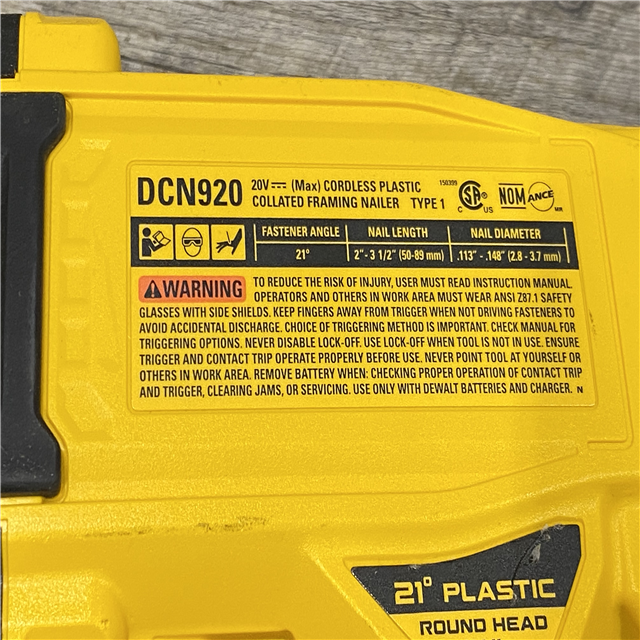 DCN920 20V (Max) CORDLESS PLASTIC
COLLATED FRAMING NAILER TYPE 1
150399
SA
C US
NOM ANCE
MR
FASTENER ANGLE NAIL LENGTH NAIL DIAMETER
21° 2"- 3 1/2" (50-89 mm) .113" - .148" (2.8 - 3.7 mm)
WARNING TO REDUCE THE RISK OF INJURY, USER MUST READ INSTRUCTION MANUAL.
OPERATORS AND OTHERS IN WORK AREA MUST WEAR ANSI Z87.1 SAFETY
GLASSES WITH SIDE SHIELDS. KEEP FINGERS AWAY FROM TRIGGER WHEN NOT DRIVING FASTENERS TO
AVOID ACCIDENTAL DISCHARGE. CHOICE OF TRIGGERING METHOD IS IMPORTANT. CHECK MANUAL FOR
TRIGGERING OPTIONS. NEVER DISABLE LOCK-OFF. USE LOCK-OFF WHEN TOOL IS NOT IN USE. ENSURE
TRIGGER AND CONTACT TRIP OPERATE PROPERLY BEFORE USE. NEVER POINT TOOL AT YOURSELF OR
OTHERS IN WORK AREA. REMOVE BATTERY WHEN: CHECKING PROPER OPERATION OF CONTACT TRIP
AND TRIGGER, CLEARING JAMS, OR SERVICING. USE ONLY WITH DEWALT BATTERIES AND CHARGER. N
21° PLASTIC
ROUND HEAD